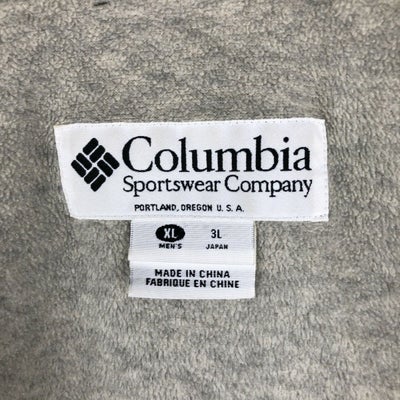 Columbia
Sportswear Company
PORTLAND, OREGON U. S. A.
XL 3L
MEN'S JAPAN
MADE IN CHINA
FABRIQUE EN CHINE